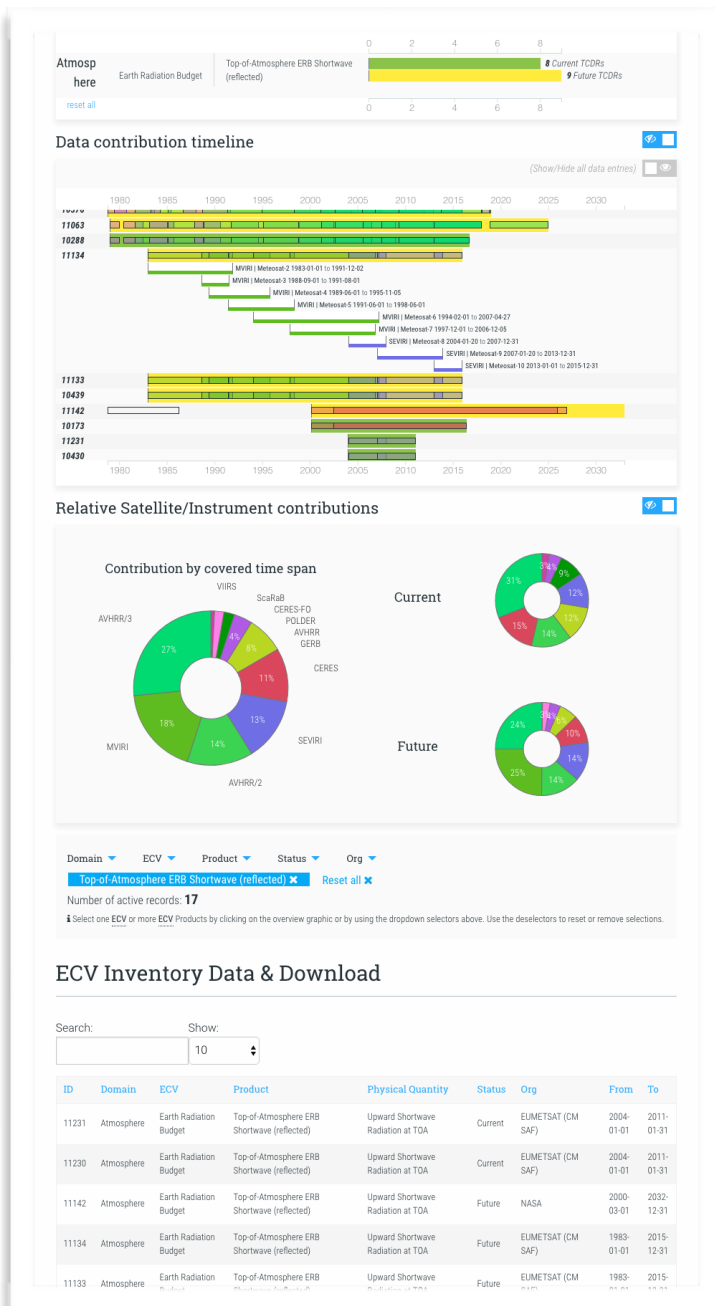 0 2 4 6 8
Atmosp
here
Earth Radiation Budget
Top-of-Atmosphere ERB Shortwave
(reflected)
8 Current TCDRs
9 Future TCDRs
reset all
0 2 4 6 8
Data contribution timeline
(Show/Hide all data entries)
1980 1985 1990 1995 2000 2005 2010 2015 2020 2025 2030
11063
10288
11134
MVIRI | Meteosat-2 1983-01-01 to 1991-12-02
MVIRI | Meteosat-3 1988-09-01 to 1991-08-01
MVIRI | Meteosat-4 1989-06-01 to 1995-11-05
MVIRI | Meteosat-5 1991-06-01 to 1998-06-01
MVIRI | Meteosat-6 1994-02-01 to 2007-04-27
MVIRI | Meteosat-7 1997-12-01 to 2006-12-05
SEVIRI | Meteosat-8 2004-01-20 to 2007-12-31
SEVIRI | Meteosat-9 2007-01-20 to 2013-12-31
SEVIRI | Meteosat-10 2013-01-01 to 2015-12-31
11133
10439
11142
10173
11231
10430
1980 1985 1990 1995 2000 2005 2010 2015 2020 2025 2030
Relative Satellite/Instrument contributions
Contribution by covered time span
VIIRS
ScaRaB
CERES-FO
POLDER
AVHRR
GERB
CERES
SEVIRI
AVHRR/2
MVIRI
AVHRR/3
27%
4%
6%
11%
13%
14%
18%
Current
31%
3%
4%
9%
12%
12%
14%
15%
Future
24%
3%
4%
6%
10%
14%
14%
25%
Domain ECV Product Status Org
Top-of-Atmosphere ERB Shortwave (reflected) ✖ Reset all ✖
Number of active records: 17
i Select one ECV or more ECV Products by clicking on the overview graphic or by using the dropdown selectors above. Use the deselectors to reset or remove selections.
ECV Inventory Data & Download
Search: Show:
10
ID Domain ECV Product Physical Quantity Status Org From To
11231 Atmosphere Earth Radiation Budget Top-of-Atmosphere ERB Shortwave (reflected) Upward Shortwave Radiation at TOA Current EUMETSAT (CM SAF) 2004-01-01 2011-01-31
11230 Atmosphere Earth Radiation Budget Top-of-Atmosphere ERB Shortwave (reflected) Upward Shortwave Radiation at TOA Current EUMETSAT (CM SAF) 2004-01-01 2011-01-31
11142 Atmosphere Earth Radiation Budget Top-of-Atmosphere ERB Shortwave (reflected) Upward Shortwave Radiation at TOA Future NASA 2000-03-01 2032-12-31
11134 Atmosphere Earth Radiation Budget Top-of-Atmosphere ERB Shortwave (reflected) Upward Shortwave Radiation at TOA Future EUMETSAT (CM SAF) 1983-01-01 2015-12-31
11133 Atmosphere Earth Radiation Top-of-Atmosphere ERB Upward Shortwave Future EUMETSAT (CM 1983- 2015-